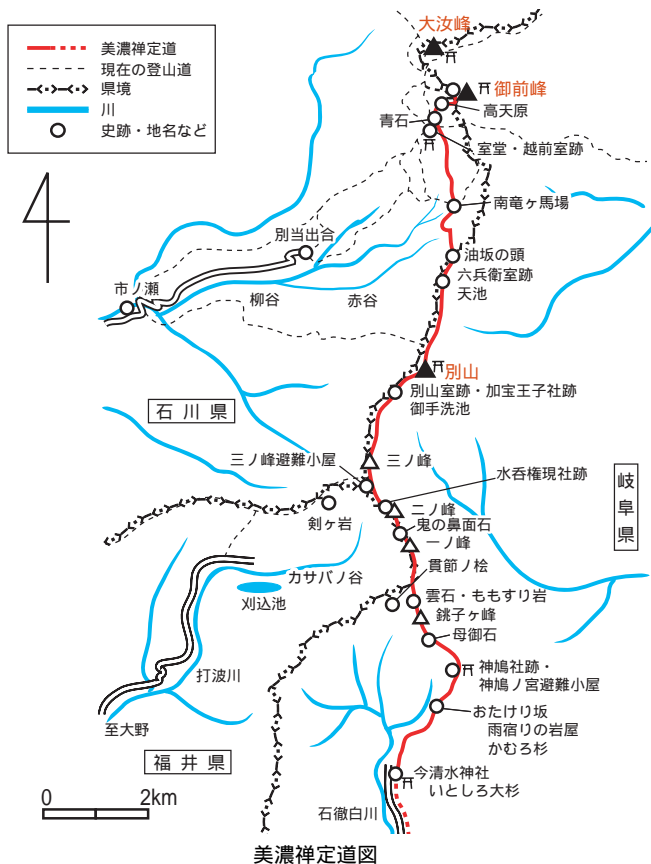 美濃禅定道
現在の登山道
県境
川
史跡・地名など
大汝峰
御前峰
高天原
青石
室堂・越前室跡
南竜ヶ馬場
別当出合
油坂の頭
六兵衛室跡
天池
市ノ瀬
柳谷
赤谷
別山
別山室跡・加宝王子社跡
御手洗池
石川県
三ノ峰避難小屋
三ノ峰
水呑権現社跡
岐阜県
二ノ峰
剣ヶ岩
鬼の鼻面石
一ノ峰
カサバノ谷
貫節ノ桧
刈込池
雲石・ももすり岩
銚子ヶ峰
母御石
打波川
神鳩社跡・
神鳩ノ宮避難小屋
至大野
おたけり坂
雨宿りの岩屋
かむろ杉
福井県
今清水神社
いとしろ大杉
0 2km
石徹白川
美濃禅定道図